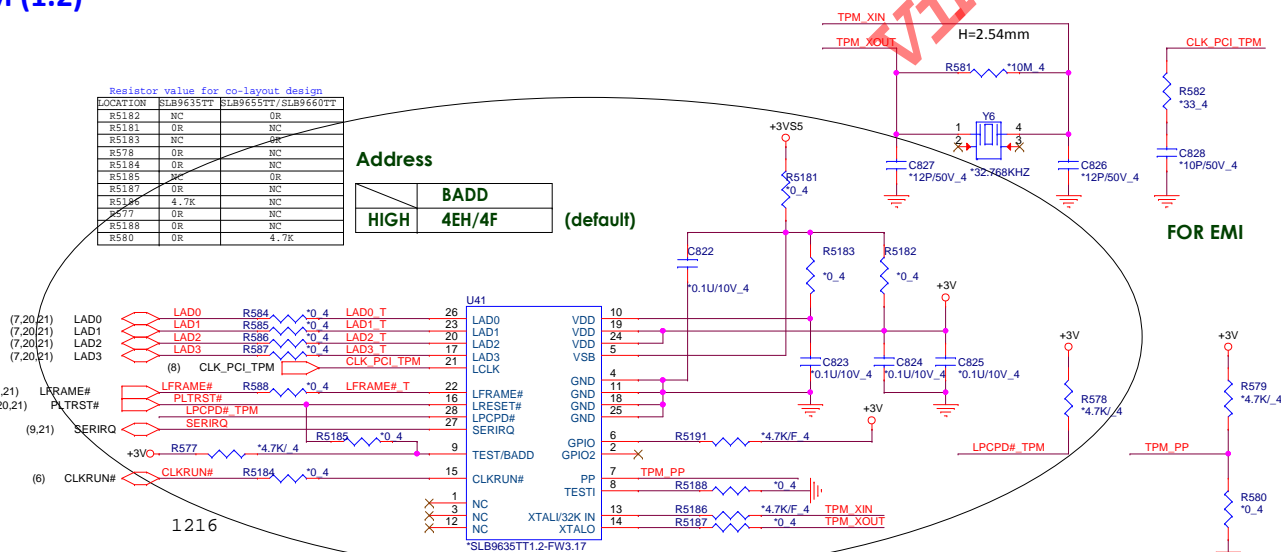 (1.2)
Vi
Resistor value for co-layout design
LOCATION SLB9635TT SLB9655TT/SLB9660TT
R5182 NC 0R
R5181 0R NC
R5183 NC 0R
R578 0R NC
R5184 0R NC
R5185 NC 0R
R5187 0R NC
R5186 4.7K NC
R577 0R NC
R5188 0R NC
R580 0R 4.7K
Address
BADD
HIGH 4EH/4F (default)
TPM_XIN
TPM_XOUT
H=2.54mm
R581 *10M_4
Y6
1 4
2 3
*32.768KHZ
C827
*12P/50V_4
C826
*12P/50V_4
CLK_PCI_TPM
R582
*33_4
C828
*10P/50V_4
FOR EMI
+3VS5
R5181
*0_4
C822
*0.1U/10V_4
R5183
*0_4
R5182
*0_4
+3V
C823
*0.1U/10V_4
C824
*0.1U/10V_4
C825
*0.1U/10V_4
(7,20,21) LAD0 LAD0 R584 *0_4 LAD0_T 26
(7,20,21) LAD1 LAD1 R585 *0_4 LAD1_T 23
(7,20,21) LAD2 LAD2 R586 *0_4 LAD2_T 20
(7,20,21) LAD3 LAD3 R587 *0_4 LAD3_T 17
(8) CLK_PCI_TPM CLK_PCI_TPM 21
,21) LFRAME# LFRAME# R588 *0_4 LFRAME#_T 22
20,21) PLTRST# PLTRST# 16
LPCPD#_TPM 28
(9,21) SERIRQ SERIRQ 27
R5185 *0_4
+3V R577 *4.7K/_4 9
(6) CLKRUN# CLKRUN# R5184 *0_4 15
1
3
12
1216
U41
LAD0
LAD1
LAD2
LAD3
LCLK
LFRAME#
LRESET#
LPCPD#
SERIRQ
TEST/BADD
CLKRUN#
NC
NC
NC
VDD 10
VDD 19
VDD 24
VSB 5
GND 4
GND 11
GND 18
GND 25
GPIO 6
GPIO2 2
PP 7
TESTI 8
XTALI/32K IN 13
XTALO 14
*SLB9635TT1.2-FW3.17
R5191 *4.7K/F_4
+3V
TPM_PP
R5188 *0_4
R5186 *4.7K/F_4 TPM_XIN
R5187 *0_4 TPM_XOUT
+3V
R578
*4.7K/_4
LPCPD#_TPM
+3V
R579
*4.7K/_4
TPM_PP
R580
*0_4